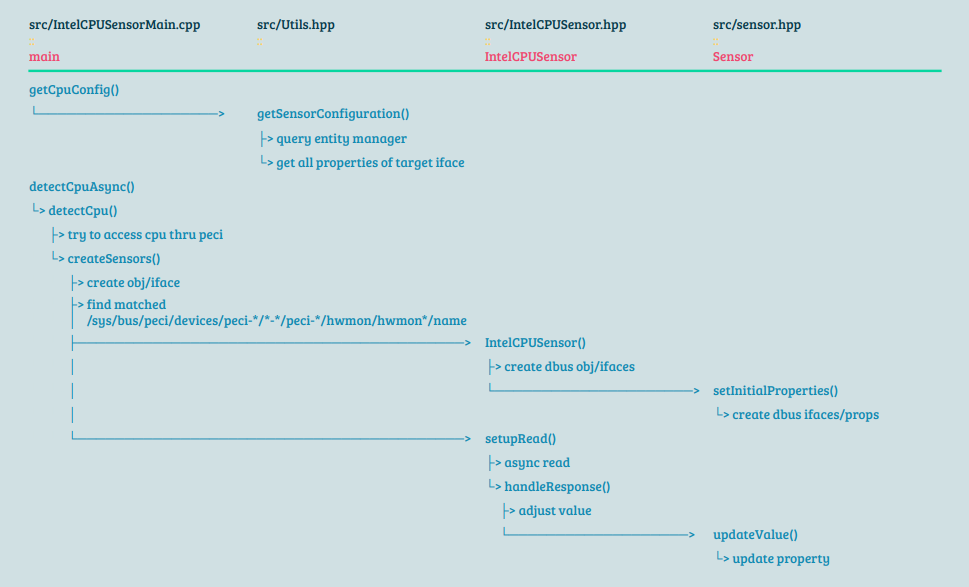 src/IntelCPUSensorMain.cpp src/Utils.hpp src/IntelCPUSensor.hpp src/sensor.hpp
:: :: :: ::
main IntelCPUSensor Sensor
getCpuConfig()
└─> getSensorConfiguration()
├> query entity manager
└> get all properties of target iface
detectCpuAsync()
└> detectCpu()
├> try to access cpu thru peci
└> createSensors()
├> create obj/iface
├> find matched
│ /sys/bus/peci/devices/peci-*/*-*/peci-*/hwmon/hwmon*/name
├─> IntelCPUSensor()
│ ├> create dbus obj/ifaces
│ └─> setInitialProperties()
│ └> create dbus ifaces/props
└─> setupRead()
├> async read
└> handleResponse()
├> adjust value
└─> updateValue()
└> update property